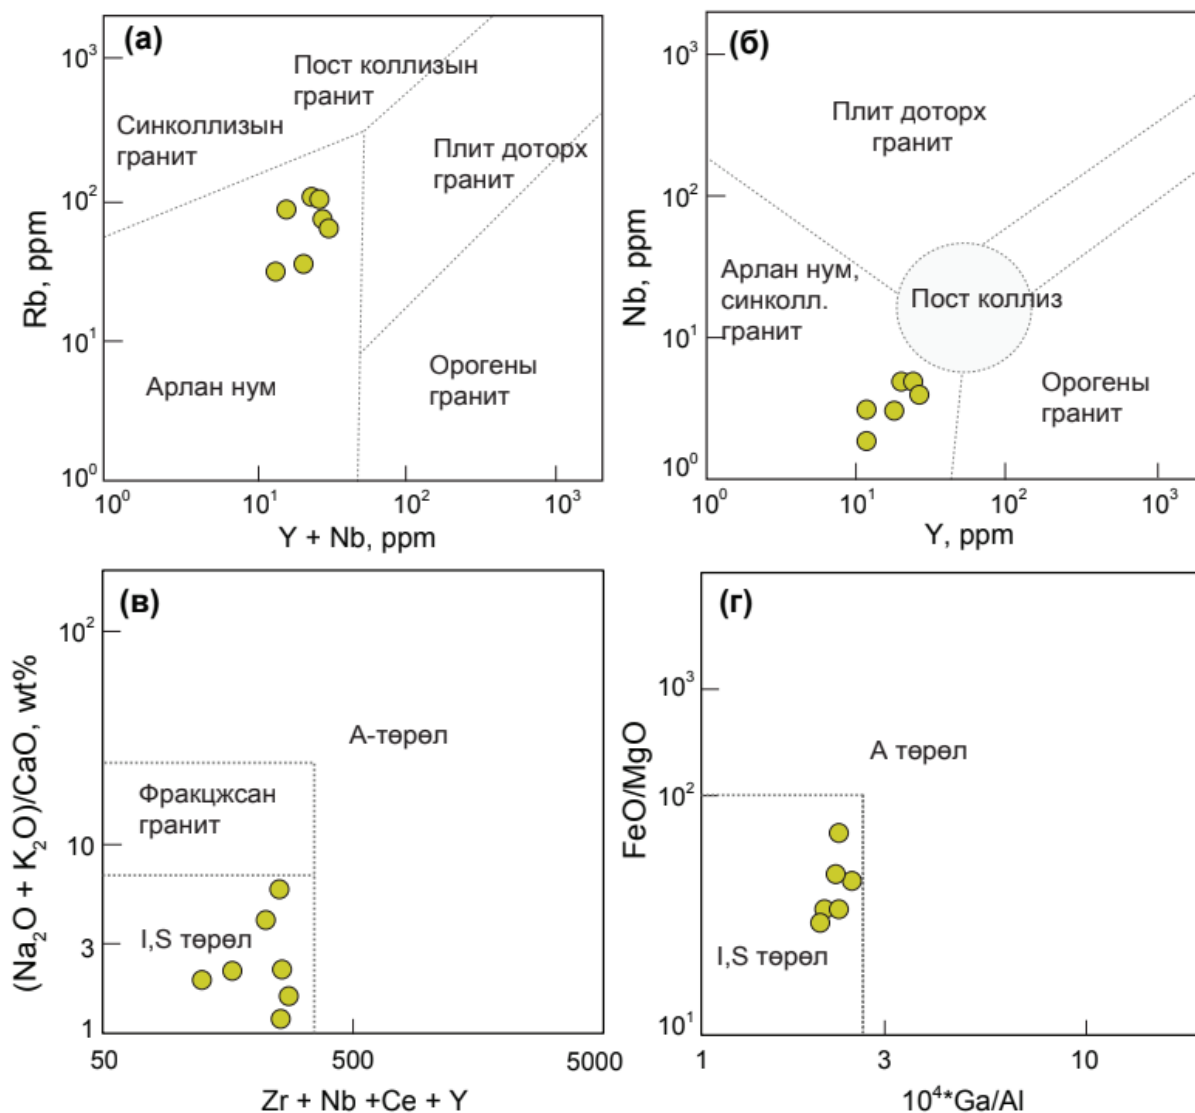 (а)
Пост коллизын
гранит
Синколлизын
гранит
Плит доторх
гранит
Орогены
гранит
Арлан нум
Rb, ppm
10³
10²
10¹
10⁰
10⁰ 10¹ 10² 10³
Y + Nb, ppm
(б)
Плит доторх
гранит
Арлан нум,
синколл.
гранит
Пост коллиз
Орогены
гранит
Nb, ppm
10³
10²
10¹
10⁰
10⁰ 10¹ 10² 10³
Y, ppm
(в)
А-төрөл
Фракцжсан
гранит
I,S төрөл
(Na₂O + K₂O)/CaO, wt%
10²
10
3
1
50 500 5000
Zr + Nb +Ce + Y
(г)
А төрөл
I,S төрөл
FeO/MgO
10³
10²
10¹
1 3 10
10⁴*Ga/Al